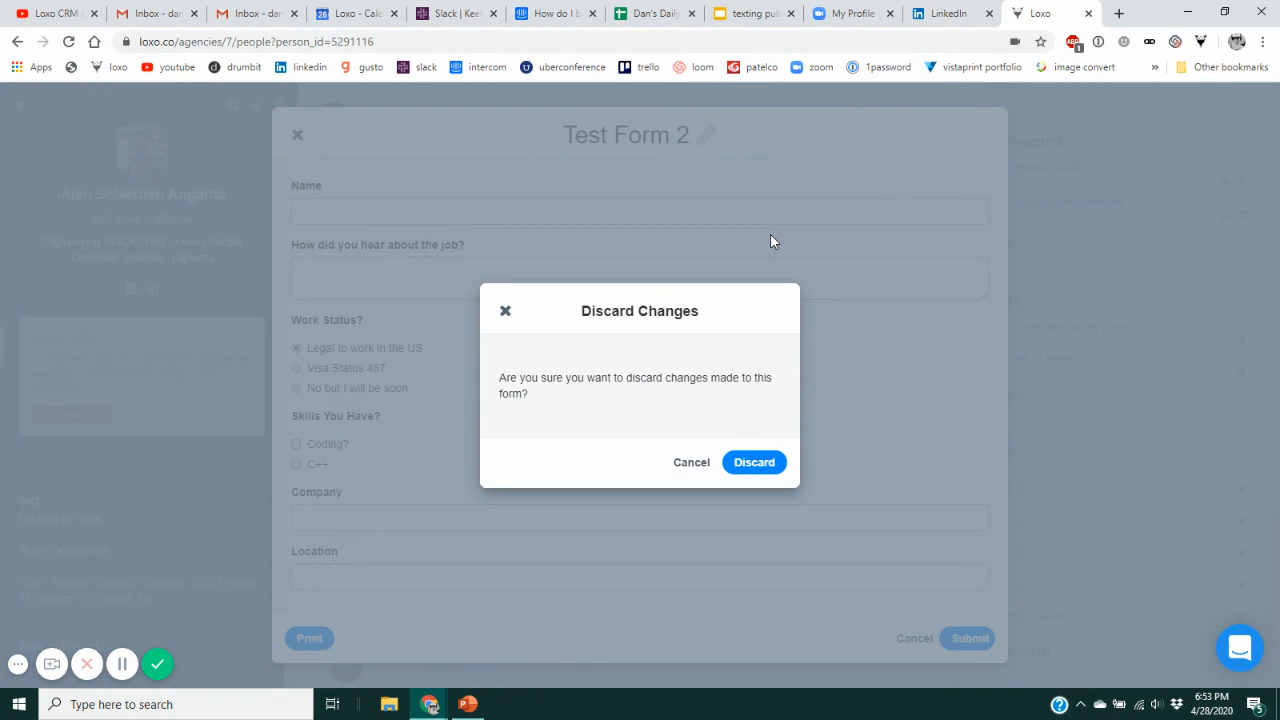 Loxo CRM
Inbox - dan
Inbox - dan
Loxo - Cale
Slack | Keel
How do I b
Dan's Daily
texting pub
My Profile
LinkedIn
Loxo
loxo.co/agencies/7/people?person_id=5291116
Apps
loxo
youtube
drumbit
linkedin
gusto
slack
intercom
uberconference
trello
loom
patelco
zoom
1password
vistaprint portfolio
image convert
»
Other bookmarks
Test Form 2
Name
How did you hear about the job?
Work Status?
Legal to work in the US
Visa Status 487
No but I will be soon
Skills You Have?
Coding?
C++
Company
Location
Print
Cancel
Submit
Discard Changes
Are you sure you want to discard changes made to this
form?
Cancel
Discard
Juan Sebastian Angarita
San Jose, California
BIO
Type here to search
6:53 PM
4/28/2020